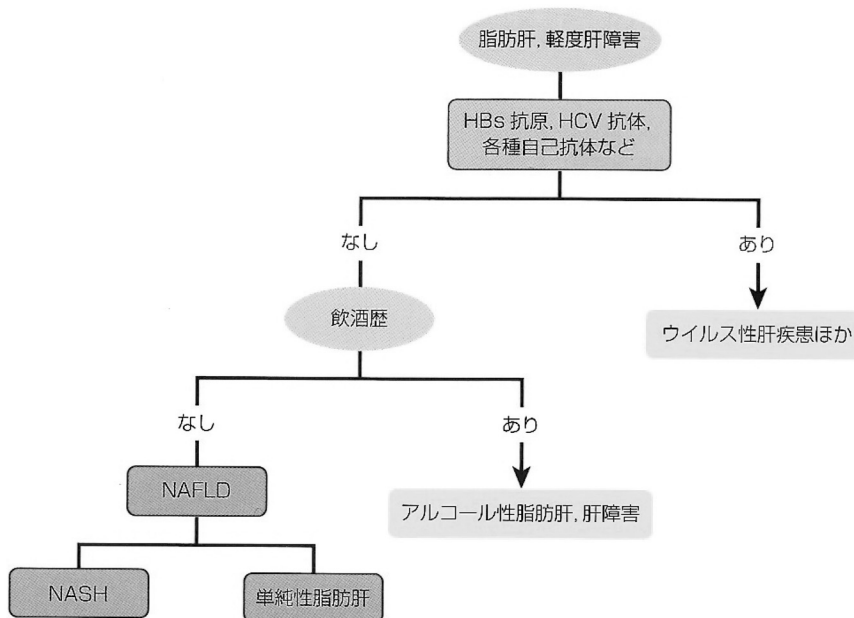 脂肪肝, 軽度肝障害
HBs 抗原, HCV 抗体,
各種自己抗体など
なし
あり
飲酒歴
ウイルス性肝疾患ほか
なし
あり
NAFLD
アルコール性脂肪肝, 肝障害
NASH
単純性脂肪肝